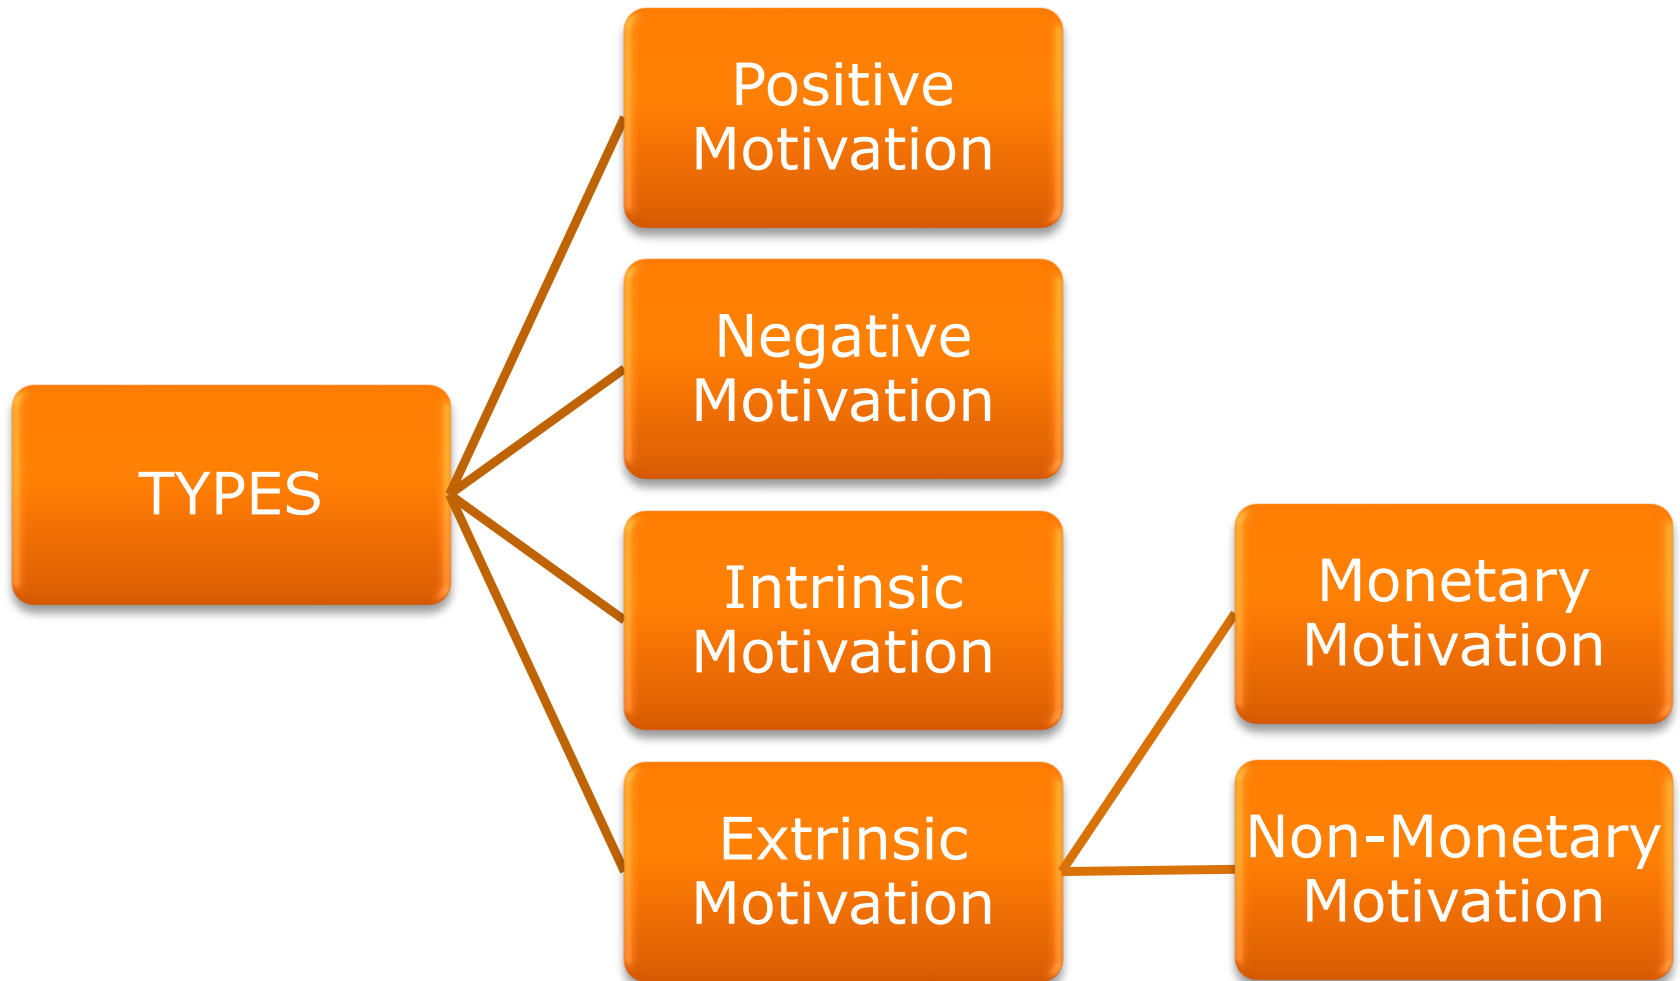 TYPES
Positive
Motivation
Negative
Motivation
Intrinsic
Motivation
Extrinsic
Motivation
Monetary
Motivation
Non-Monetary
Motivation